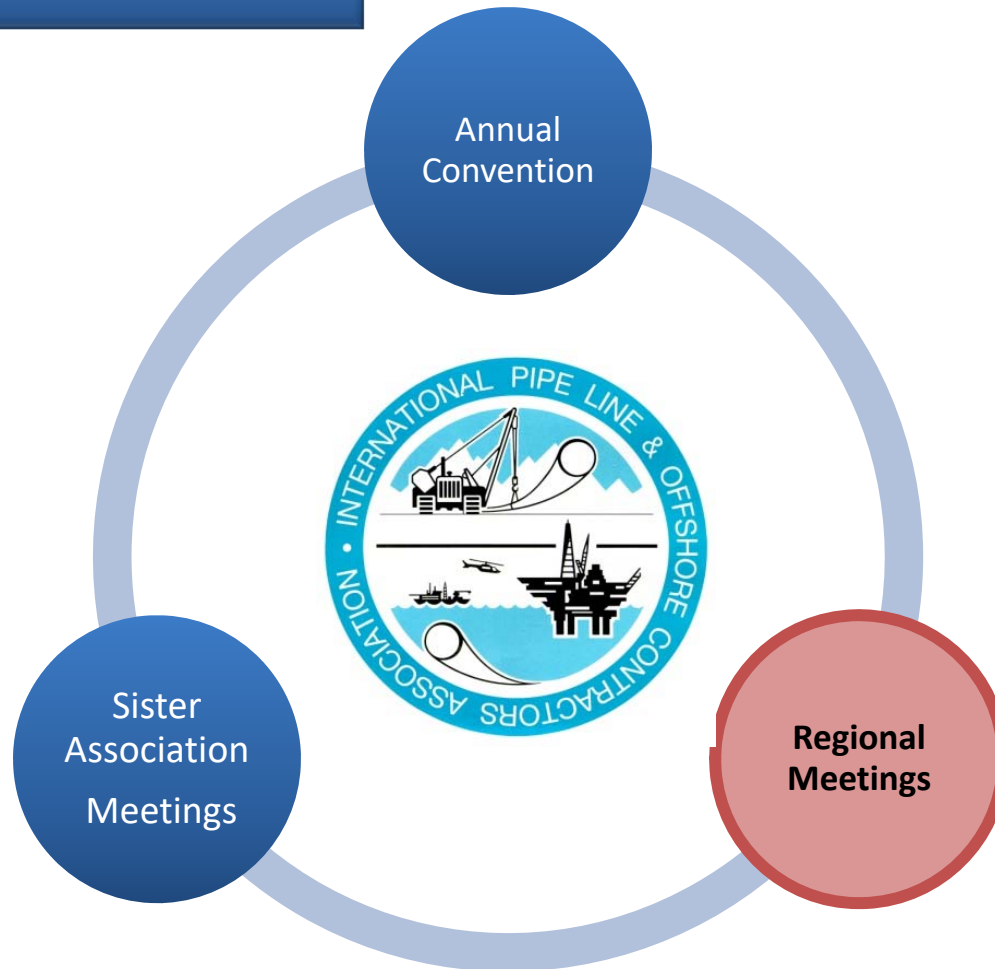 Annual
Convention
INTERNATIONAL PIPE LINE & OFFSHORE CONTRACTORS ASSOCIATION •
Sister
Association
Meetings
Regional
Meetings